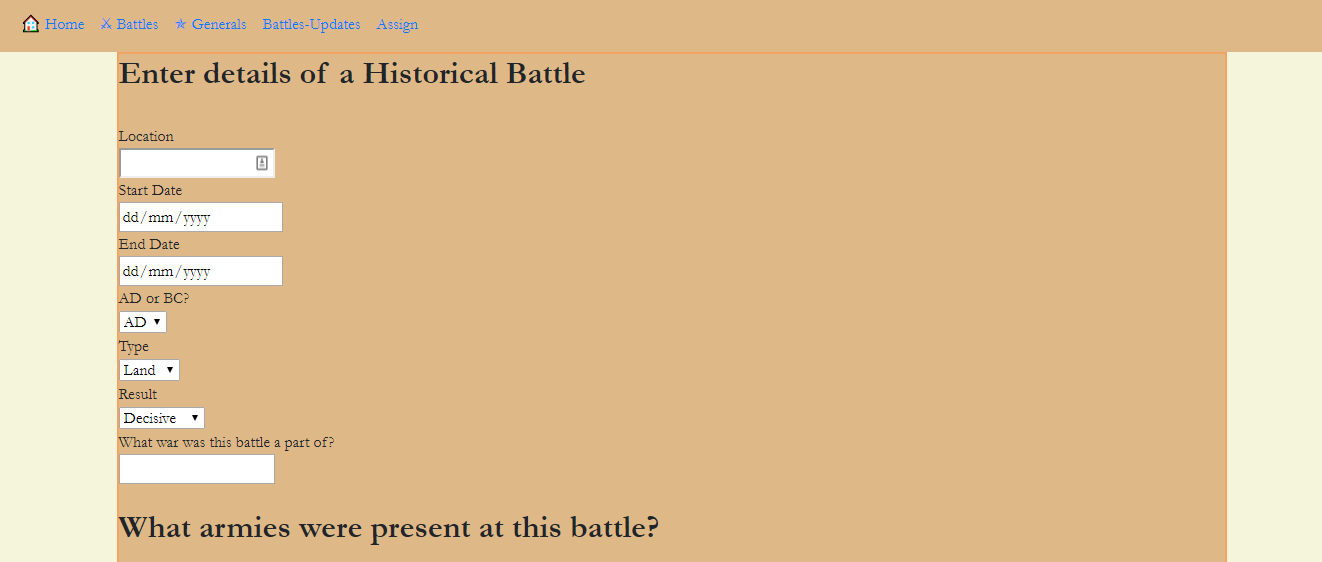 Home Battles Generals Battles-Updates Assign
Enter details of a Historical Battle
Location
Start Date
dd/mm/yyyy
End Date
dd/mm/yyyy
AD or BC?
AD
Type
Land
Result
Decisive
What war was this battle a part of?
What armies were present at this battle?